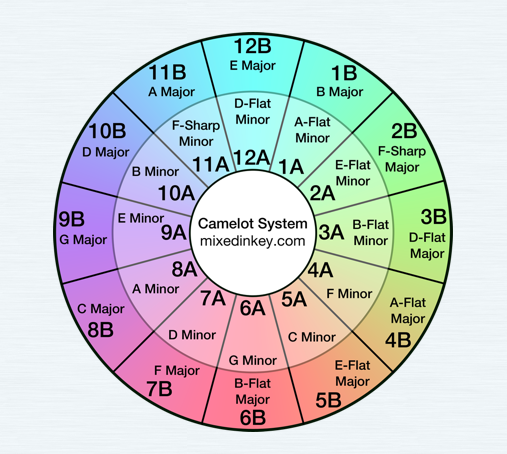 12B
E Major
1B
B Major
2B
F-Sharp
Major
3B
D-Flat
Major
A-Flat
Major
4B
E-Flat
Major
5B
B-Flat
Major
6B
F Major
7B
C Major
8B
9B
G Major
10B
D Major
11B
A Major
D-Flat
Minor
12A
A-Flat
Minor
1A
E-Flat
Minor
2A
3A
B-Flat
Minor
4A
F Minor
5A
C Minor
6A
G Minor
7A
D Minor
8A
A Minor
E Minor
9A
B Minor
10A
F-Sharp
Minor
11A
Camelot System
mixedinkey.com